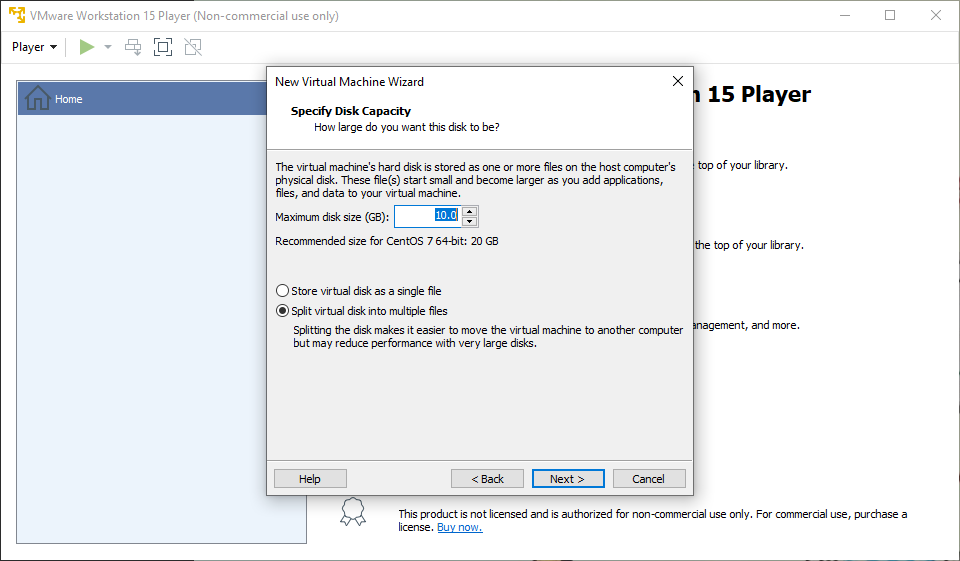 VMware Workstation 15 Player (Non-commercial use only)
Player
Home
n 15 Player
New Virtual Machine Wizard
Specify Disk Capacity
How large do you want this disk to be?
The virtual machine's hard disk is stored as one or more files on the host computer's
physical disk. These file(s) start small and become larger as you add applications,
files, and data to your virtual machine.
Maximum disk size (GB): 10.0
Recommended size for CentOS 7 64-bit: 20 GB
Store virtual disk as a single file
Split virtual disk into multiple files
Splitting the disk makes it easier to move the virtual machine to another computer
but may reduce performance with very large disks.
Help
< Back
Next >
Cancel
top of your library.
the top of your library.
anagement, and more.
This product is not licensed and is authorized for non-commercial use only. For commercial use, purchase a
license. Buy now.